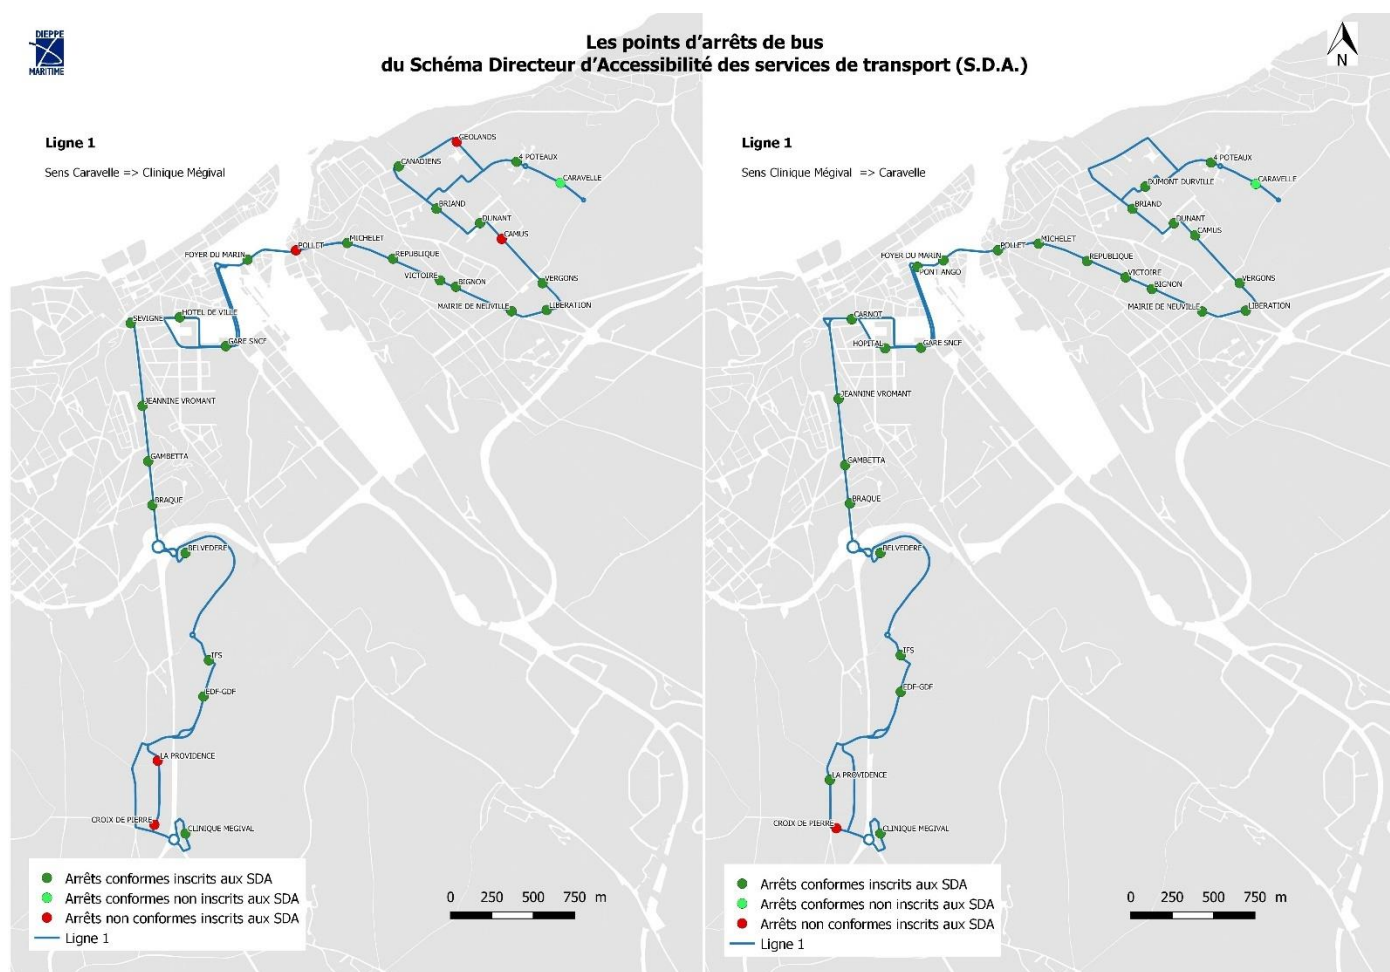 DIEPPE
MARITIME
Les points d'arrêts de bus
du Schéma Directeur d'Accessibilité des services de transport (S.D.A.)
N
Ligne 1
Sens Caravelle => Clinique Mégival
GEOLANDS
CANADIENS
4 POTEAUX
CARAVELLE
BRIAND
DUNANT
CAMUS
MICHELET
POLLET
FOYER DU MARIN
REPUBLIQUE
VICTOIRE
BIGNON
VERGONS
MAIRIE DE NEUVILLE
LIBERATION
HOTEL DE VILLE
SEVIGNE
GARE SNCF
JEANNINE VROMANT
GAMBETTA
BRAQUE
BELVEDERE
IFS
EDF-GDF
LA PROVIDENCE
CROIX DE PIERRE
CLINIQUE MEGIVAL
Arrêts conformes inscrits aux SDA
Arrêts conformes non inscrits aux SDA
Arrêts non conformes inscrits aux SDA
Ligne 1
0 250 500 750 m
Ligne 1
Sens Clinique Mégival => Caravelle
4 POTEAUX
CARAVELLE
DUMONT DURVILLE
BRIAND
DUNANT
CAMUS
MICHELET
POLLET
FOYER DU MARIN
PONT ANGO
REPUBLIQUE
VICTOIRE
BIGNON
VERGONS
MAIRIE DE NEUVILLE
LIBERATION
CARNOT
HOPITAL
GARE SNCF
JEANNINE VROMANT
GAMBETTA
BRAQUE
BELVEDERE
IFS
EDF-GDF
LA PROVIDENCE
CROIX DE PIERRE
CLINIQUE MEGIVAL
Arrêts conformes inscrits aux SDA
Arrêts conformes non inscrits aux SDA
Arrêts non conformes inscrits aux SDA
Ligne 1
0 250 500 750 m